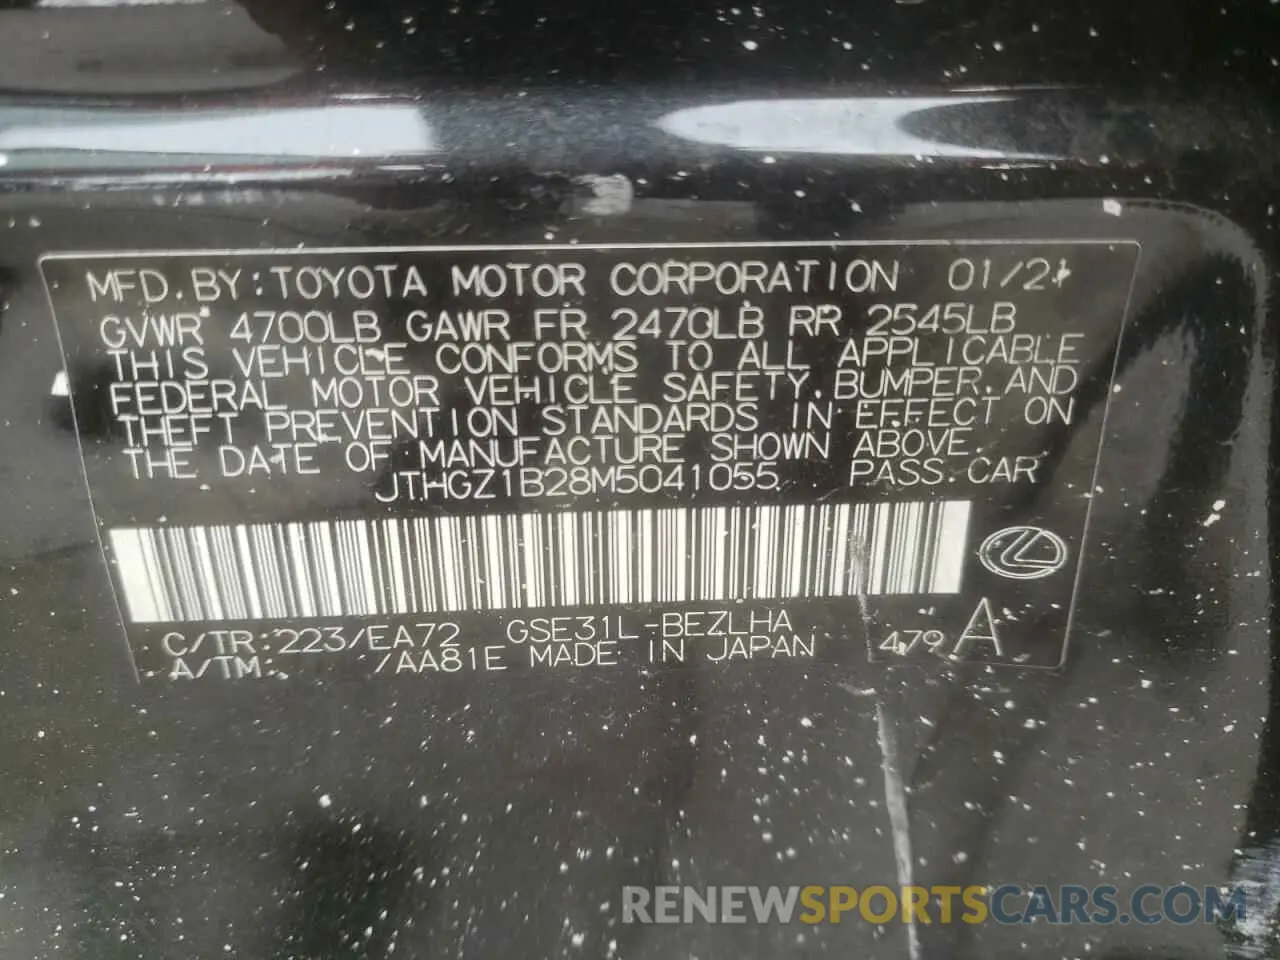 MFD. BY: TOYOTA MOTOR CORPORATION 01/21
GVWR 4700LB GAWR FR 2470LB RR 2545LB
THIS VEHICLE CONFORMS TO ALL APPLICABLE
FEDERAL MOTOR VEHICLE SAFETY, BUMPER, AND
THEFT PREVENTION STANDARDS IN EFFECT ON
THE DATE OF MANUFACTURE SHOWN ABOVE.
JTHGZ1B28M5041055 PASS. CAR
C/TR: 223/EA72 GSE31L-BEZLHA
A/TM: /AA81E MADE IN JAPAN 479 A
RENEWSPORTSCARS.COM